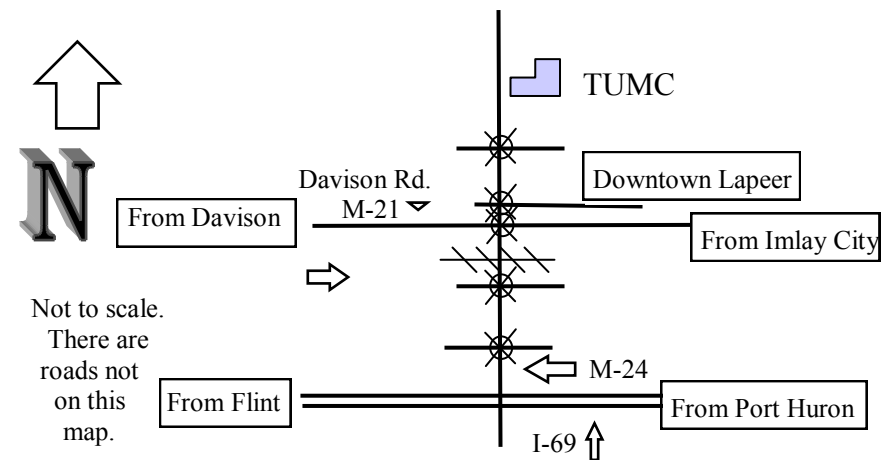 TUMC
N
Davison Rd.
M-21
Downtown Lapeer
From Davison
From Imlay City
Not to scale.
There are
roads not
on this
map.
M-24
From Flint
From Port Huron
I-69